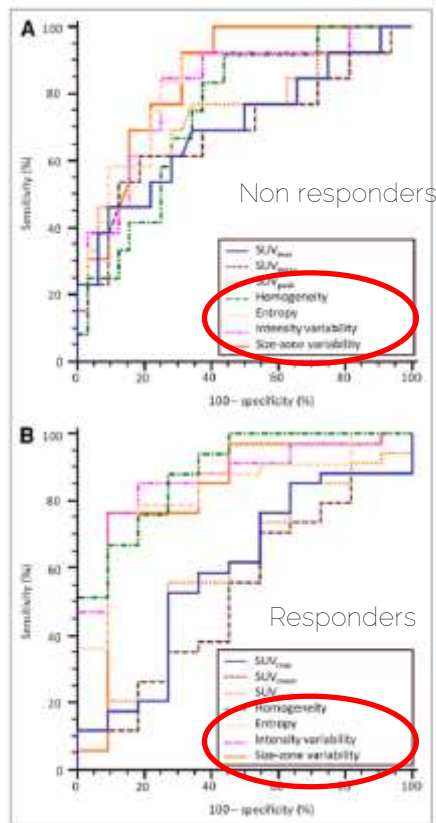 A
100
80
60
40
20
0
Sensitivity (%)
Non responders
SUVmax
SUVmean
SUVpeak
Homogeneity
Entropy
Intensity variability
Size-zone variability
0 20 40 60 80 100
100 – specificity (%)
B
100
80
60
40
20
0
Sensitivity (%)
Responders
SUVmax
SUVmean
SUV
Homogeneity
Entropy
Intensity variability
Size-zone variability
0 20 40 60 80 100
100 – specificity (%)